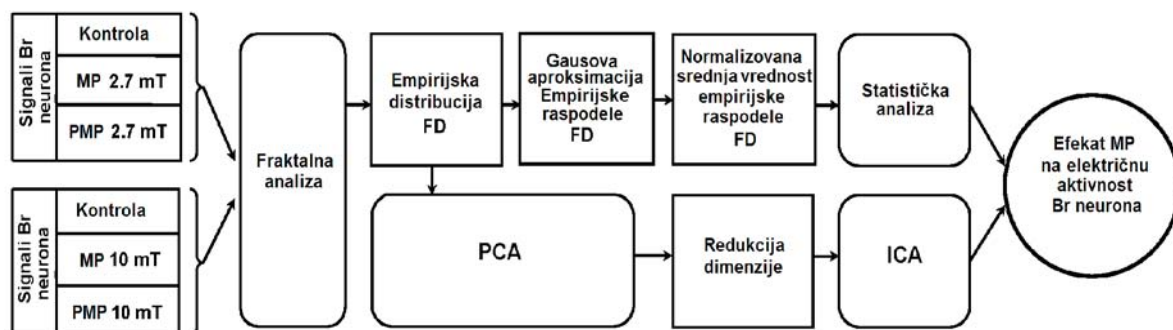 Signali Br
neurona
Kontrola
MP 2.7 mT
PMP 2.7 mT
Signali Br
neurona
Kontrola
MP 10 mT
PMP 10 mT
Fraktalna
analiza
Empirijska
distribucija
FD
Gausova
aproksimacija
Empirijske
raspodele
FD
Normalizovana
srednja vrednost
empirijske
raspodele
FD
Statistička
analiza
PCA
Redukcija
dimenzije
ICA
Efekat MP
na električnu
aktivnost
Br neurona